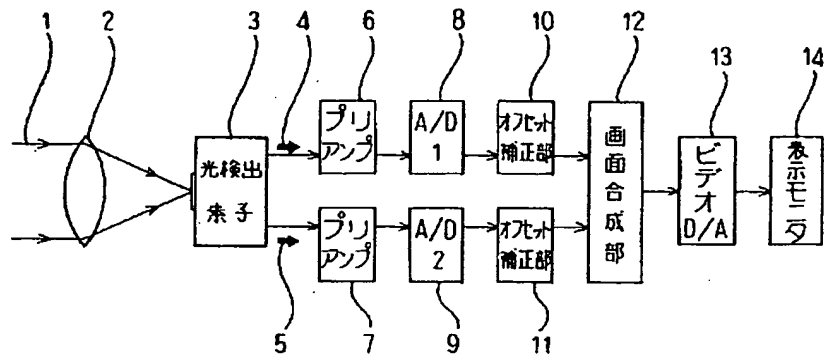 1
2
3
4
6
8
10
12
13
14
光検出
素子
プリ
アンプ
A/D
1
オフセット
補正部
画面合成部
ビデオ
D/A
表示モニタ
プリ
アンプ
A/D
2
オフセット
補正部
5
7
9
11